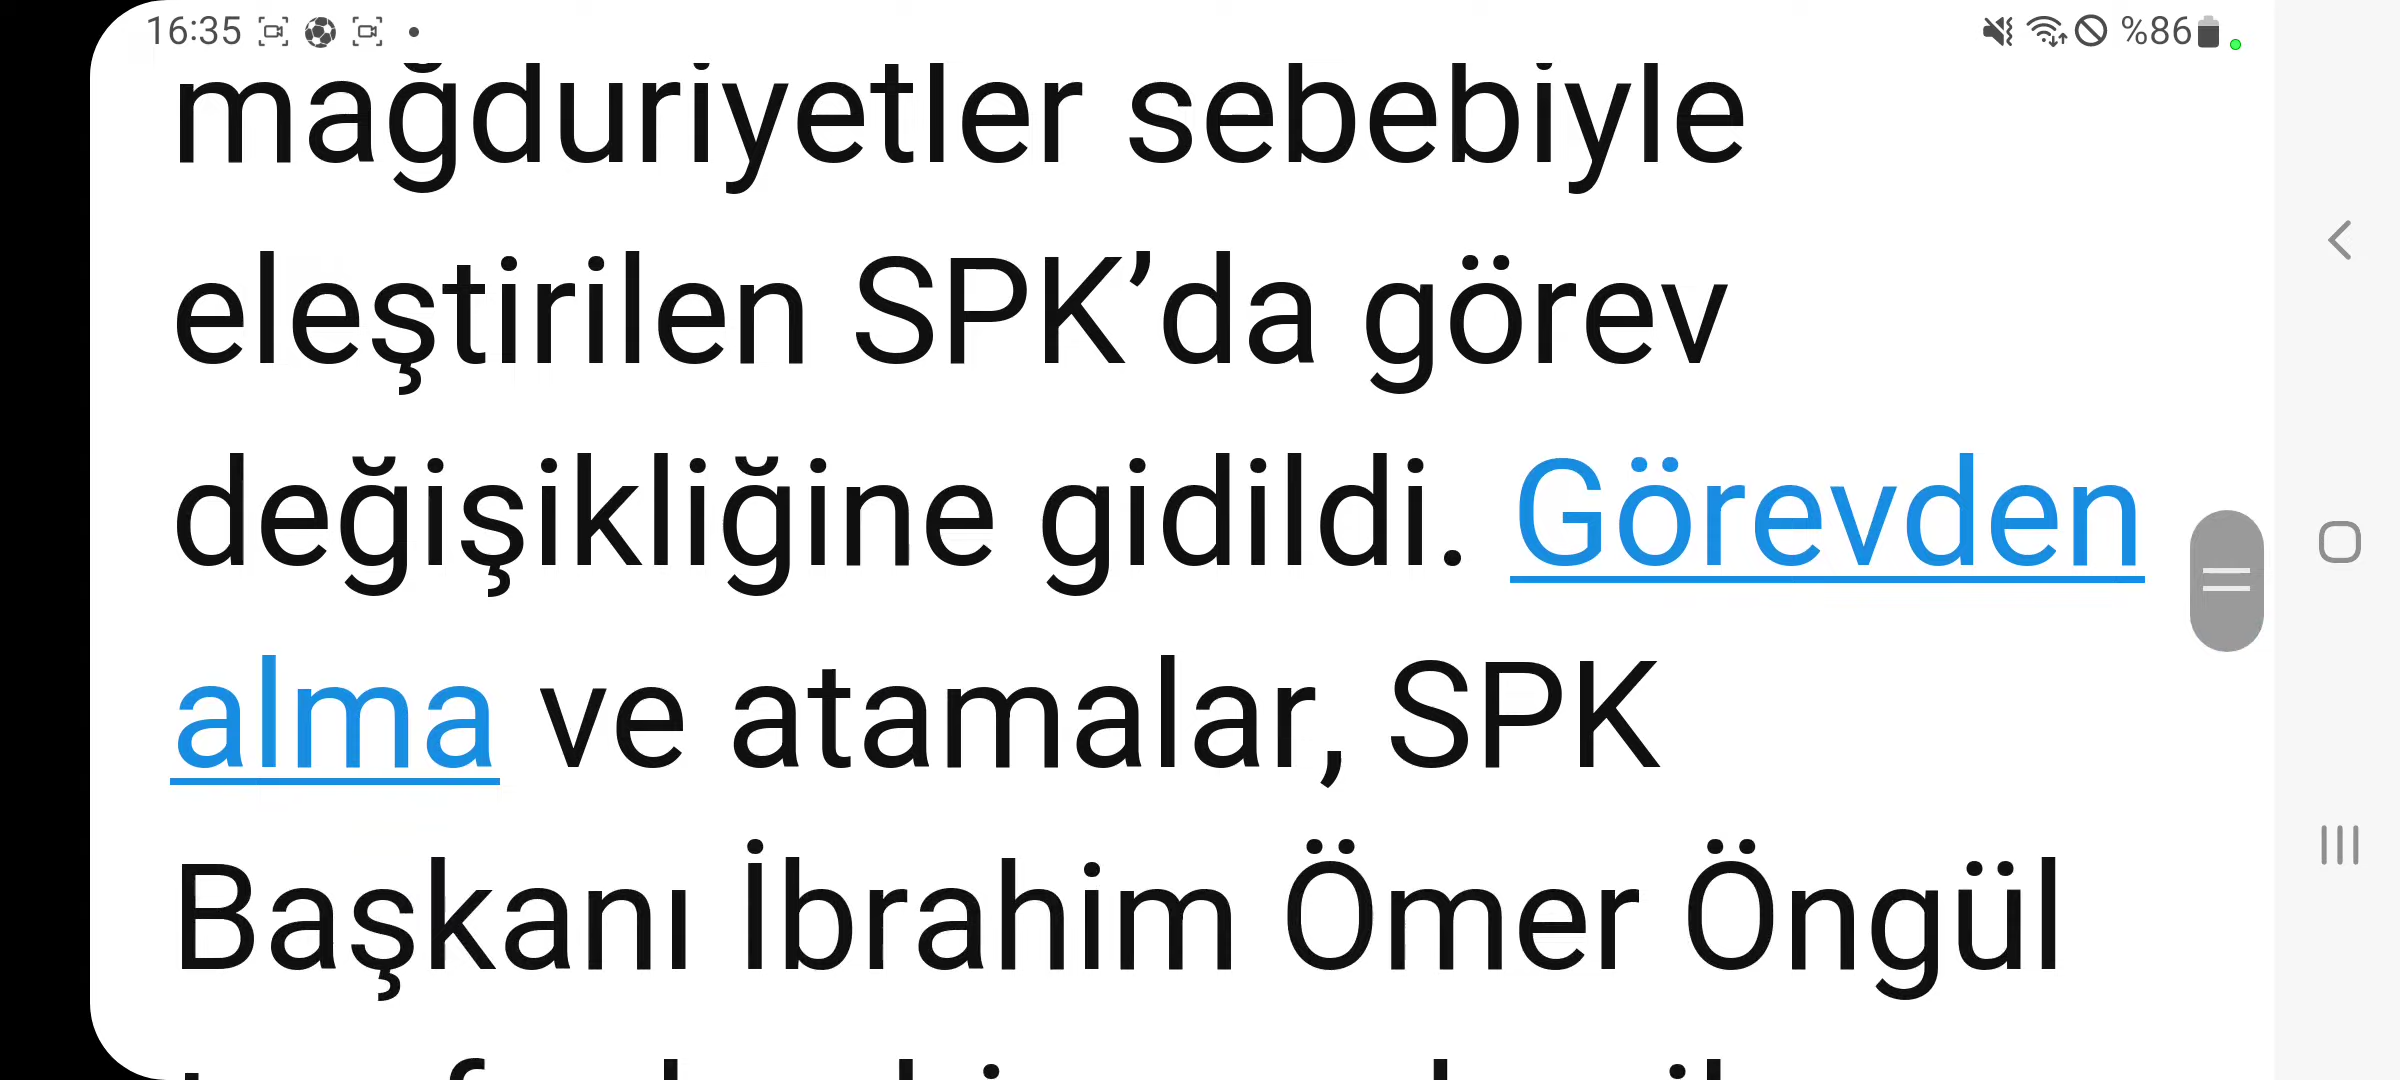 16:35 %86
mağduriyetler sebebiyle
eleştirilen SPK’da görev
değişikliğine gidildi. Görevden
alma ve atamalar, SPK
Başkanı İbrahim Ömer Öngül